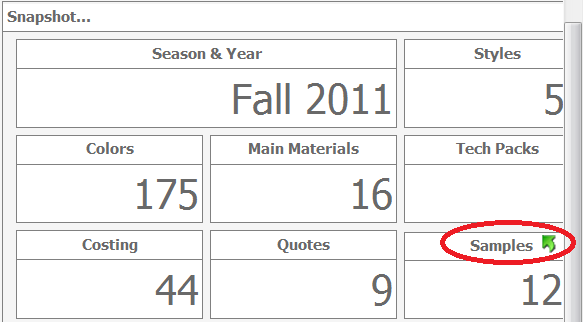 Snapshot...
Season & Year
Styles
Fall 2011
5
Colors
Main Materials
Tech Packs
175
16
Costing
Quotes
Samples
44
9
12